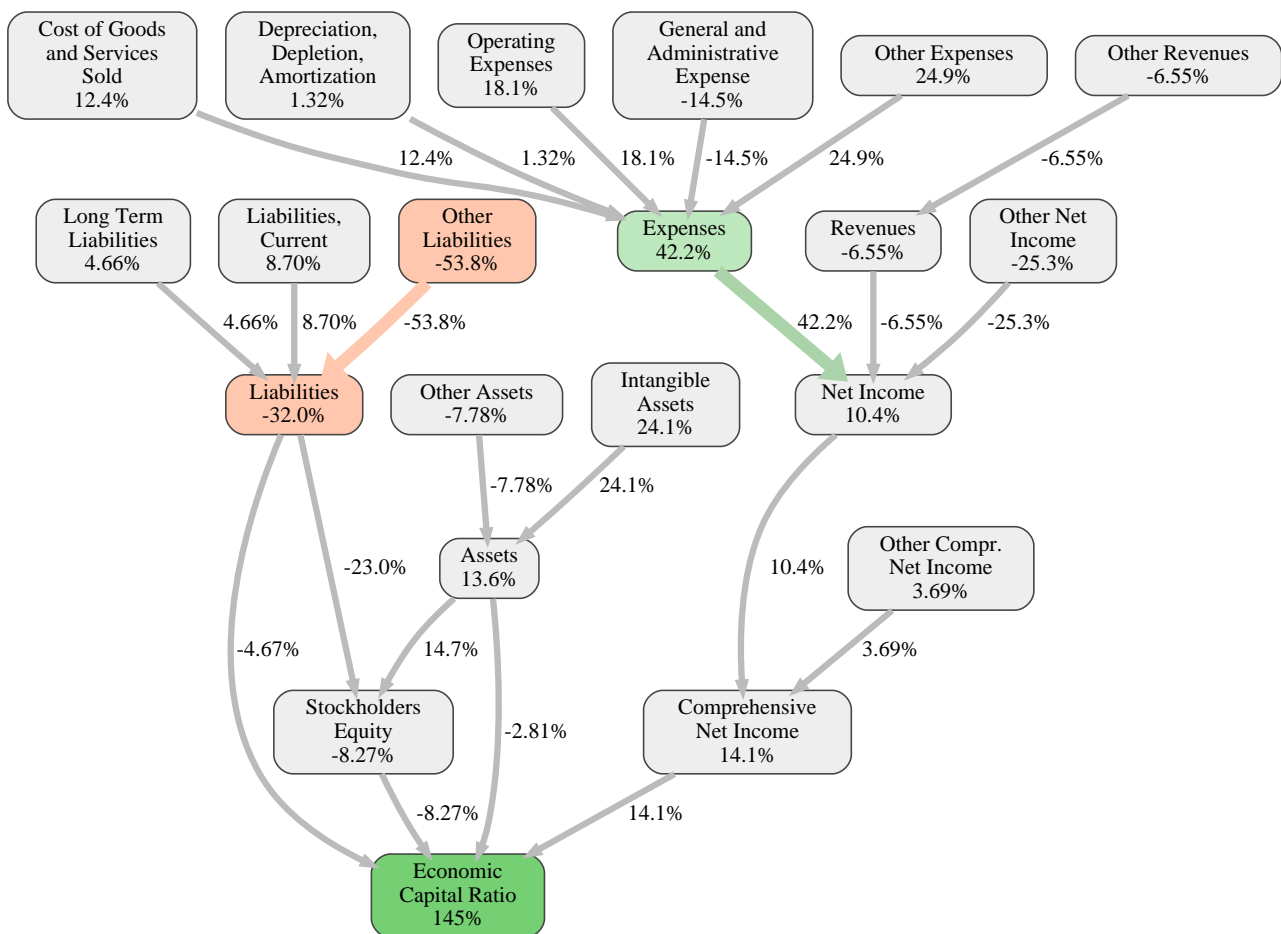 Cost of Goods
and Services
Sold
12.4%
Depreciation,
Depletion,
Amortization
1.32%
Operating
Expenses
18.1%
General and
Administrative
Expense
-14.5%
Other Expenses
24.9%
Other Revenues
-6.55%
12.4%
1.32%
18.1%
-14.5%
24.9%
-6.55%
Long Term
Liabilities
4.66%
Liabilities,
Current
8.70%
Other
Liabilities
-53.8%
Expenses
42.2%
Revenues
-6.55%
Other Net
Income
-25.3%
4.66%
8.70%
-53.8%
42.2%
-6.55%
-25.3%
Liabilities
-32.0%
Other Assets
-7.78%
Intangible
Assets
24.1%
Net Income
10.4%
-7.78%
24.1%
-23.0%
Assets
13.6%
10.4%
Other Compr.
Net Income
3.69%
-4.67%
14.7%
3.69%
Stockholders
Equity
-8.27%
-2.81%
Comprehensive
Net Income
14.1%
-8.27%
14.1%
Economic
Capital Ratio
145%